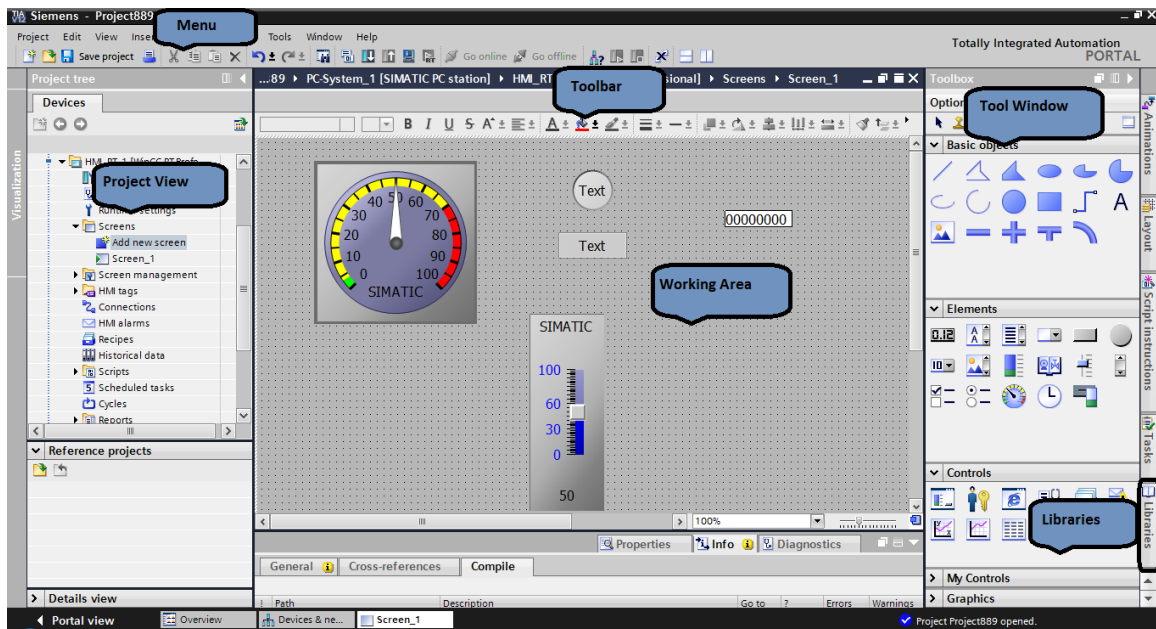 Siemens - Project889
Menu
Project Edit View Tools Window Help
Totally Integrated Automation
PORTAL
Save project Go online Go offline
Project tree
...89 PC-System_1 [SIMATIC PC station] Screens Screen_1
Toolbox
Toolbar
Devices
Tool Window
B I U S A
Basic objects
Visualization
Project View
Screens
Add new screen
Screen_1
Screen management
HMI tags
Connections
HMI alarms
Recipes
Historical data
Scripts
Scheduled tasks
Cycles
Reports
0 10 20 30 40 50 60 70 80 90 100
SIMATIC
Text
00000000
Text
Working Area
SIMATIC
100
60
30
0
50
Elements
Controls
Libraries
My Controls
Graphics
Animations
Layout
Script instructions
Tasks
Libraries
Reference projects
Details view
100%
Properties Info Diagnostics
General Cross-references Compile
! Path Description Go to ? Errors Warnings
Portal view Overview Devices & ne... Screen_1
Project Project889 opened.